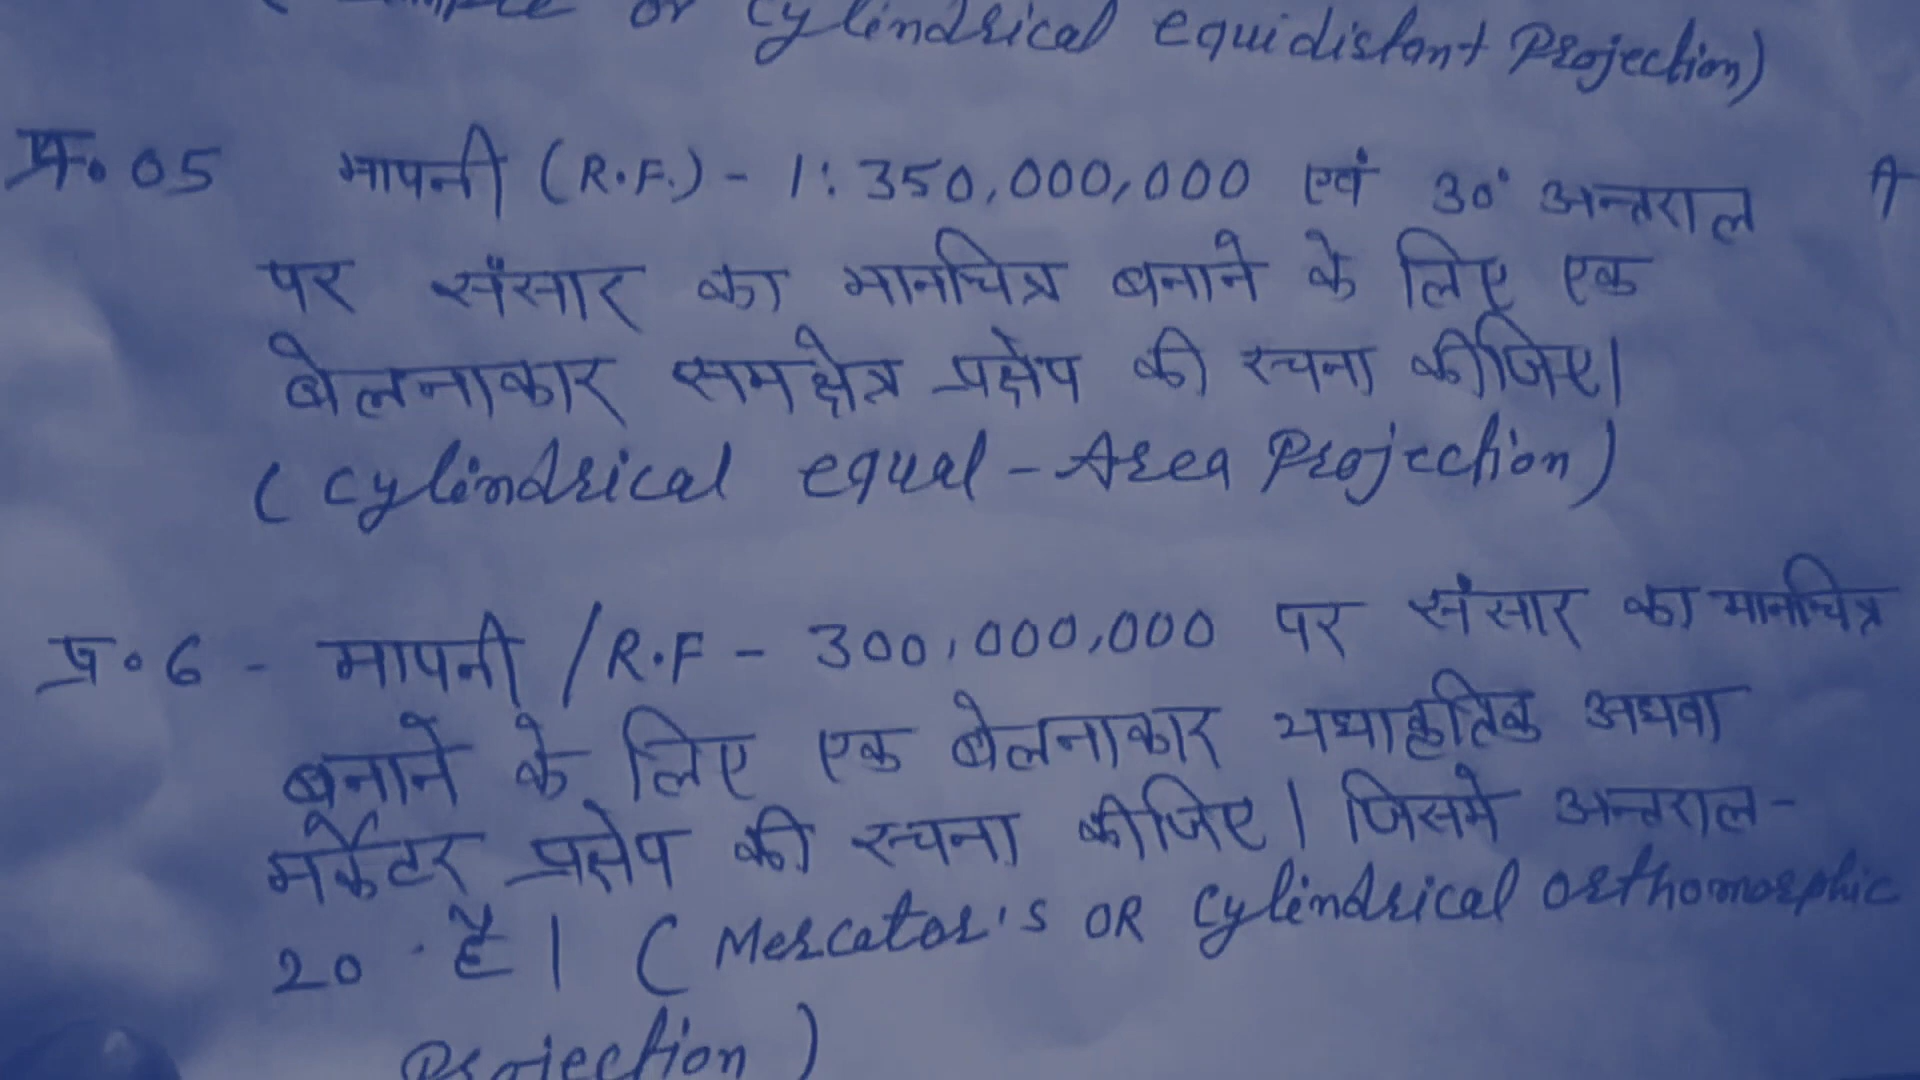 or Cylindrical equidistant Projection)
प्र. 05 मापनी (R.F.) - 1: 350,000,000 एवं 30° अन्तराल
पर संसार का मानचित्र बनाने के लिए एक
बेलनाकार समक्षेत्र प्रक्षेप की रचना कीजिए।
(Cylindrical equal - Area Projection)
प्र. 6 - मापनी / R.F - 300,000,000 पर संसार का मानचित्र
बनाने के लिए एक बेलनाकार यथाकृतिक अथवा
मर्केटर प्रक्षेप की रचना कीजिए। जिसमे अन्तराल-
20° है। (Mercator's OR Cylindrical orthomorphic
Projection)